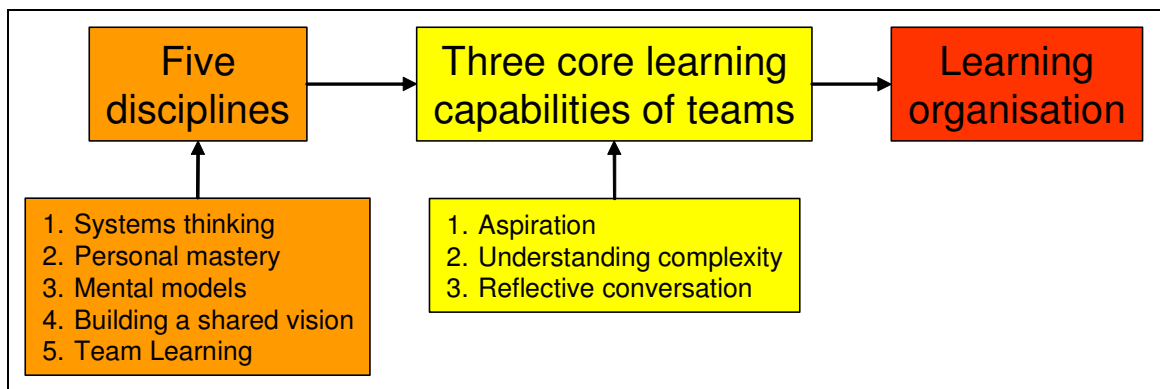 Five
disciplines
Three core learning
capabilities of teams
Learning
organisation
1. Systems thinking
2. Personal mastery
3. Mental models
4. Building a shared vision
5. Team Learning
1. Aspiration
2. Understanding complexity
3. Reflective conversation